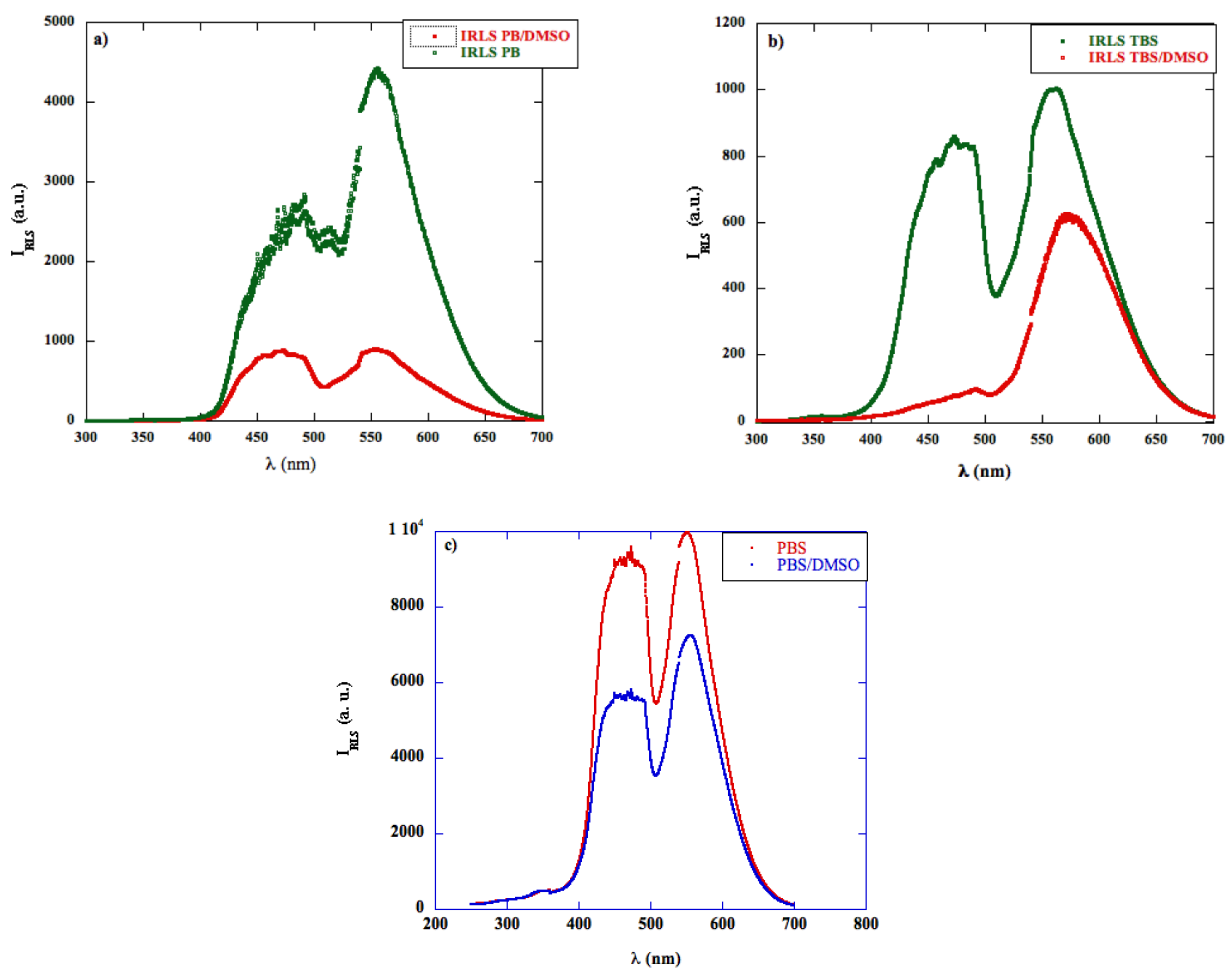 a)
IRLS PB/DMSO
IRLS PB
5000
4000
3000
2000
1000
0
I_RLS (a.u.)
300 350 400 450 500 550 600 650 700
λ (nm)
b)
IRLS TBS
IRLS TBS/DMSO
1200
1000
800
600
400
200
0
I_RLS (a.u.)
300 350 400 450 500 550 600 650 700
λ (nm)
c)
PBS
PBS/DMSO
1 10⁴
8000
6000
4000
2000
0
I_RLS (a. u.)
200 300 400 500 600 700 800
λ (nm)